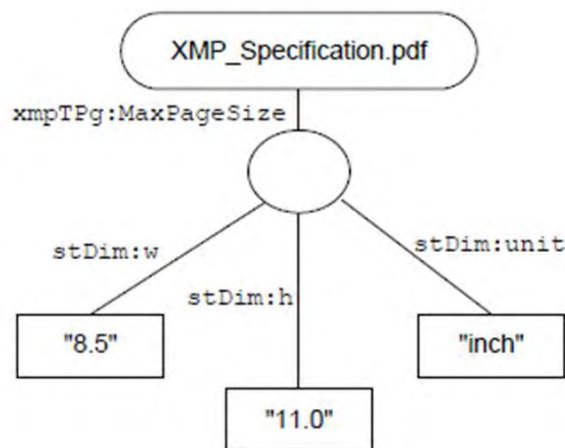 XMP_Specification.pdf
xmpTPg:MaxPageSize
stDim:w
stDim:h
stDim:unit
"8.5"
"inch"
"11.0"